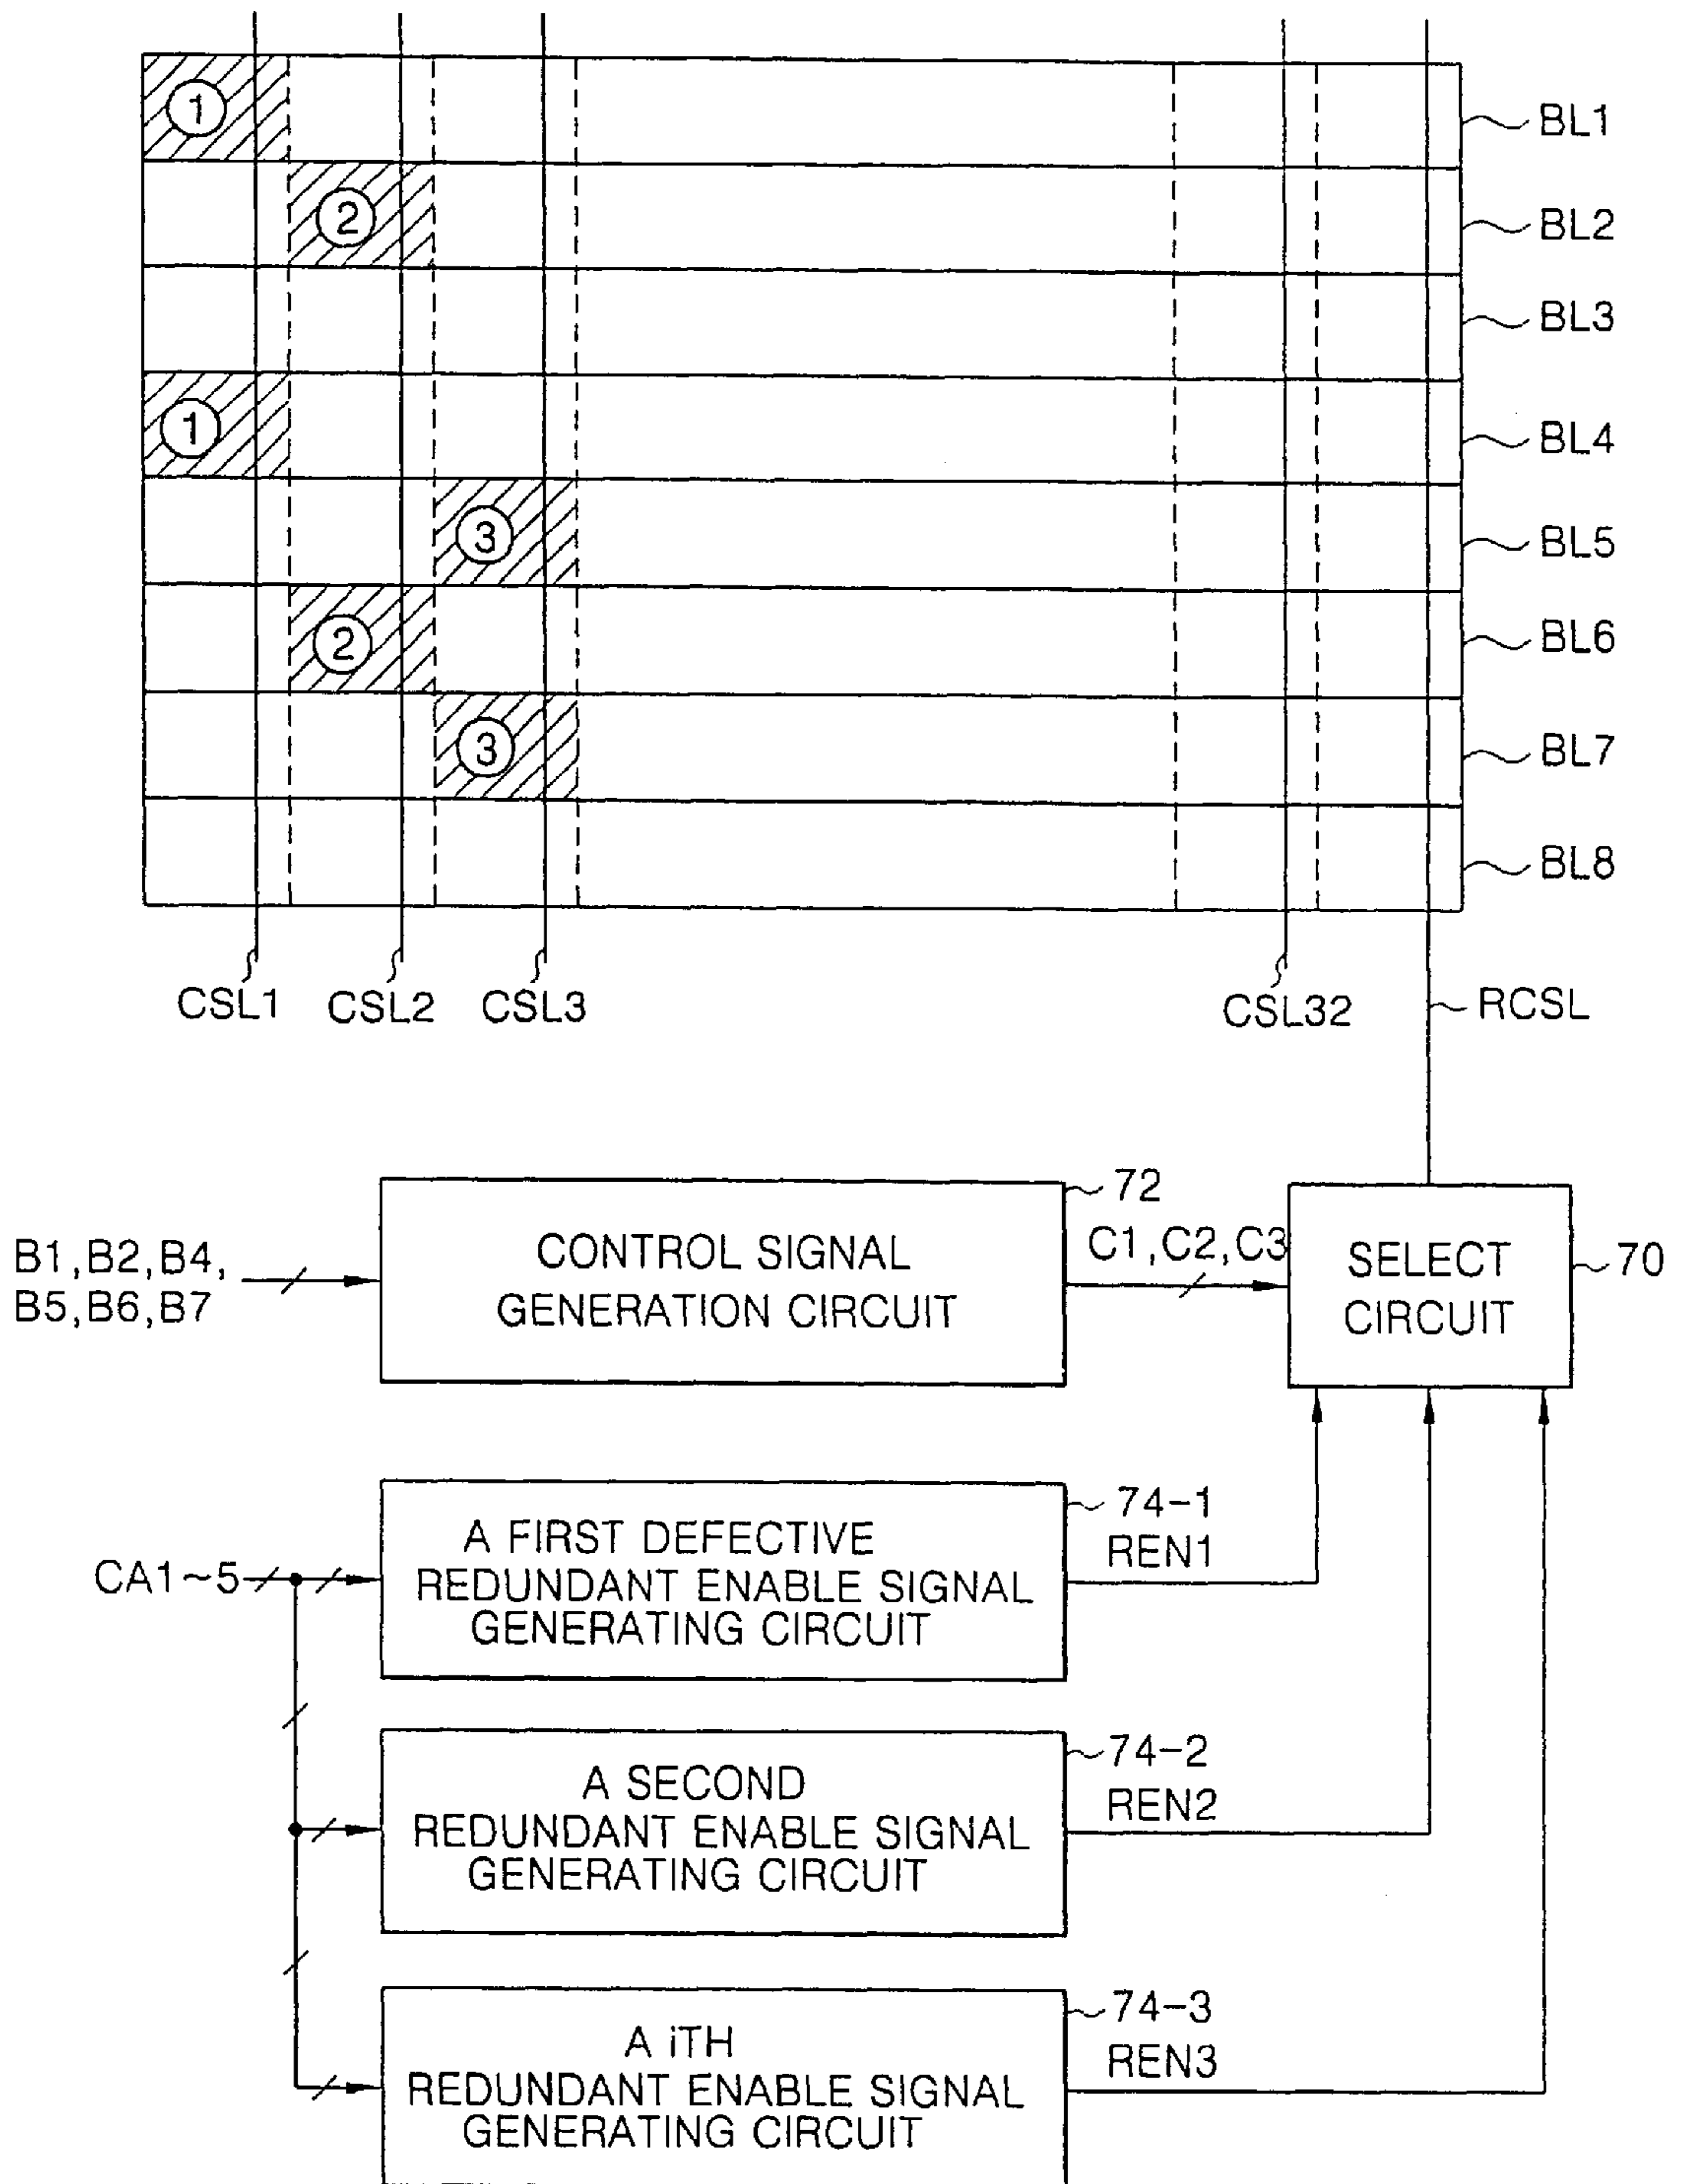 ① BL1
② BL2
BL3
① BL4
③ BL5
② BL6
③ BL7
BL8
CSL1 CSL2 CSL3 CSL32 RCSL
72
B1,B2,B4,
B5,B6,B7
CONTROL SIGNAL
GENERATION CIRCUIT
C1,C2,C3
SELECT
CIRCUIT
70
CA1~5
A FIRST DEFECTIVE
REDUNDANT ENABLE SIGNAL
GENERATING CIRCUIT
74-1
REN1
A SECOND
REDUNDANT ENABLE SIGNAL
GENERATING CIRCUIT
74-2
REN2
A iTH
REDUNDANT ENABLE SIGNAL
GENERATING CIRCUIT
74-3
REN3